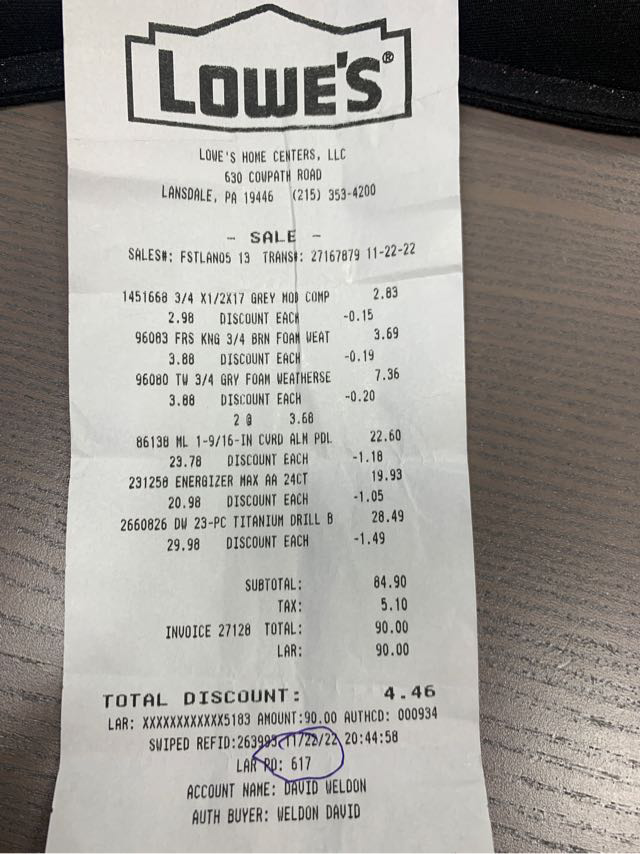 LOWE'S®
LOWE'S HOME CENTERS, LLC
630 COWPATH ROAD
LANSDALE, PA 19446 (215) 353-4200
- SALE -
SALES#: FSTLAN05 13 TRANS#: 27167879 11-22-22
1451668 3/4 X1/2X17 GREY MOD COMP 2.83
2.98 DISCOUNT EACH -0.15
96083 FRS KNG 3/4 BRN FOAM WEAT 3.69
3.88 DISCOUNT EACH -0.19
96080 TW 3/4 GRY FOAM WEATHERSE 7.36
3.88 DISCOUNT EACH -0.20
2 @ 3.68
86138 ML 1-9/16-IN CVRD ALM PDL 22.60
23.78 DISCOUNT EACH -1.18
231258 ENERGIZER MAX AA 24CT 19.93
20.98 DISCOUNT EACH -1.05
2660826 DW 23-PC TITANIUM DRILL B 28.49
29.98 DISCOUNT EACH -1.49
SUBTOTAL: 84.90
TAX: 5.10
INVOICE 27128 TOTAL: 90.00
LAR: 90.00
TOTAL DISCOUNT: 4.46
LAR: XXXXXXXXXXXX5183 AMOUNT:90.00 AUTHCD: 000934
SWIPED 11/22/22 20:44:58
LAR PO: 617
ACCOUNT NAME: DAVID WELDON
AUTH BUYER: WELDON DAVID